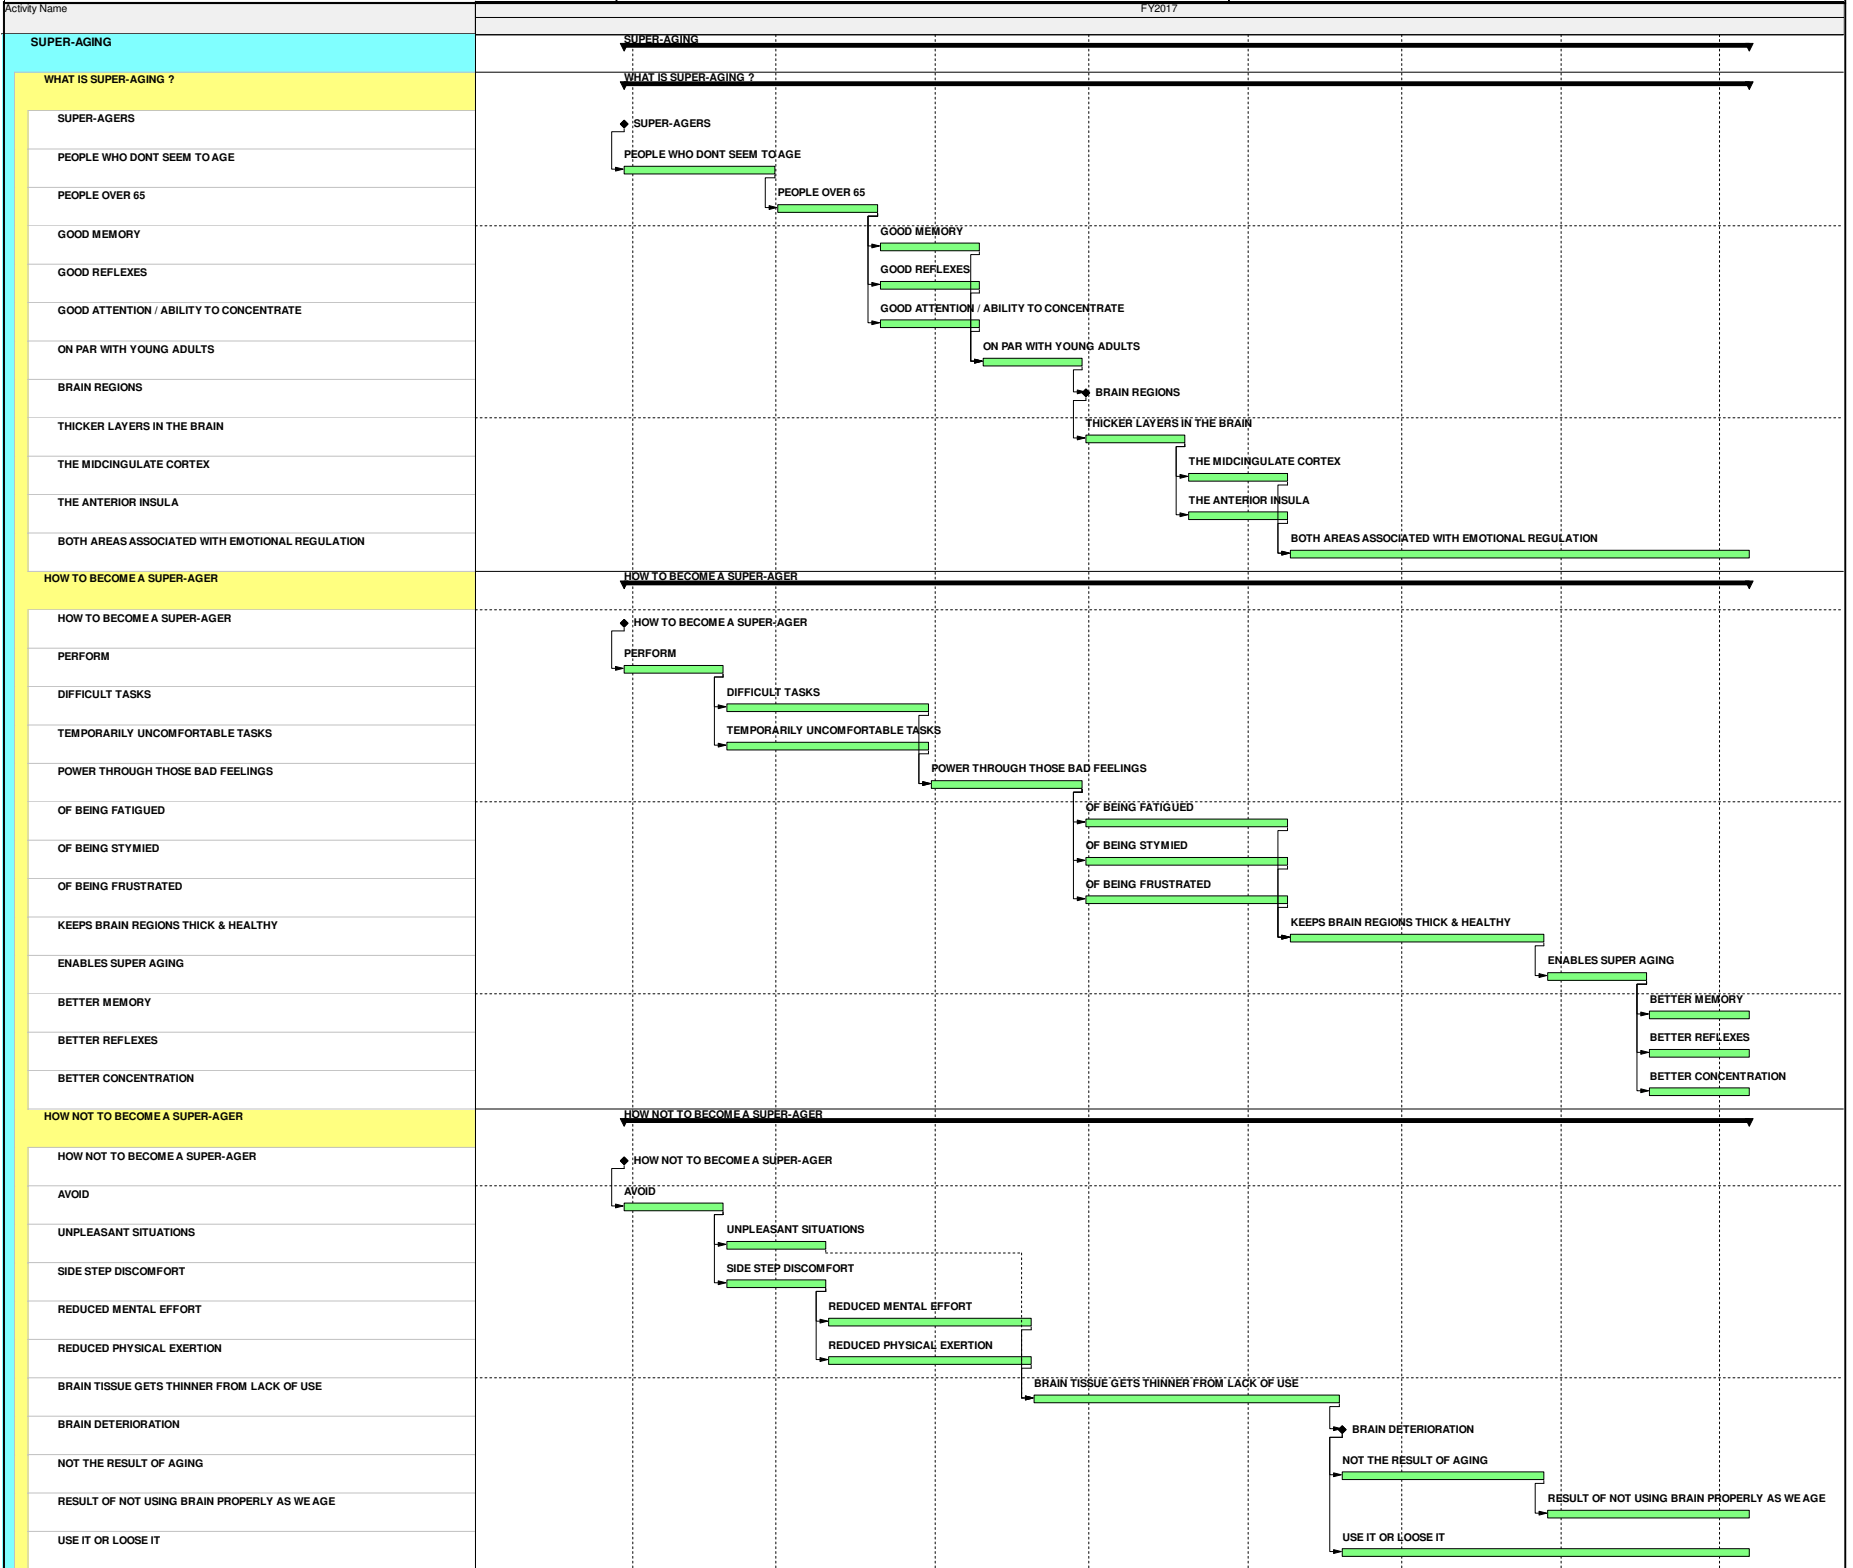 Activity Name FY2017
SUPER-AGING SUPER-AGING
WHAT IS SUPER-AGING ? WHAT IS SUPER-AGING ?
SUPER-AGERS SUPER-AGERS
PEOPLE WHO DONT SEEM TO AGE PEOPLE WHO DONT SEEM TO AGE
PEOPLE OVER 65 PEOPLE OVER 65
GOOD MEMORY GOOD MEMORY
GOOD REFLEXES GOOD REFLEXES
GOOD ATTENTION / ABILITY TO CONCENTRATE GOOD ATTENTION / ABILITY TO CONCENTRATE
ON PAR WITH YOUNG ADULTS ON PAR WITH YOUNG ADULTS
BRAIN REGIONS BRAIN REGIONS
THICKER LAYERS IN THE BRAIN THICKER LAYERS IN THE BRAIN
THE MIDCINGULATE CORTEX THE MIDCINGULATE CORTEX
THE ANTERIOR INSULA THE ANTERIOR INSULA
BOTH AREAS ASSOCIATED WITH EMOTIONAL REGULATION BOTH AREAS ASSOCIATED WITH EMOTIONAL REGULATION
HOW TO BECOME A SUPER-AGER HOW TO BECOME A SUPER-AGER
HOW TO BECOME A SUPER-AGER HOW TO BECOME A SUPER-AGER
PERFORM PERFORM
DIFFICULT TASKS DIFFICULT TASKS
TEMPORARILY UNCOMFORTABLE TASKS TEMPORARILY UNCOMFORTABLE TASKS
POWER THROUGH THOSE BAD FEELINGS POWER THROUGH THOSE BAD FEELINGS
OF BEING FATIGUED OF BEING FATIGUED
OF BEING STYMIED OF BEING STYMIED
OF BEING FRUSTRATED OF BEING FRUSTRATED
KEEPS BRAIN REGIONS THICK & HEALTHY KEEPS BRAIN REGIONS THICK & HEALTHY
ENABLES SUPER AGING ENABLES SUPER AGING
BETTER MEMORY BETTER MEMORY
BETTER REFLEXES BETTER REFLEXES
BETTER CONCENTRATION BETTER CONCENTRATION
HOW NOT TO BECOME A SUPER-AGER HOW NOT TO BECOME A SUPER-AGER
HOW NOT TO BECOME A SUPER-AGER HOW NOT TO BECOME A SUPER-AGER
AVOID AVOID
UNPLEASANT SITUATIONS UNPLEASANT SITUATIONS
SIDE STEP DISCOMFORT SIDE STEP DISCOMFORT
REDUCED MENTAL EFFORT REDUCED MENTAL EFFORT
REDUCED PHYSICAL EXERTION REDUCED PHYSICAL EXERTION
BRAIN TISSUE GETS THINNER FROM LACK OF USE BRAIN TISSUE GETS THINNER FROM LACK OF USE
BRAIN DETERIORATION BRAIN DETERIORATION
NOT THE RESULT OF AGING NOT THE RESULT OF AGING
RESULT OF NOT USING BRAIN PROPERLY AS WE AGE RESULT OF NOT USING BRAIN PROPERLY AS WE AGE
USE IT OR LOOSE IT USE IT OR LOOSE IT